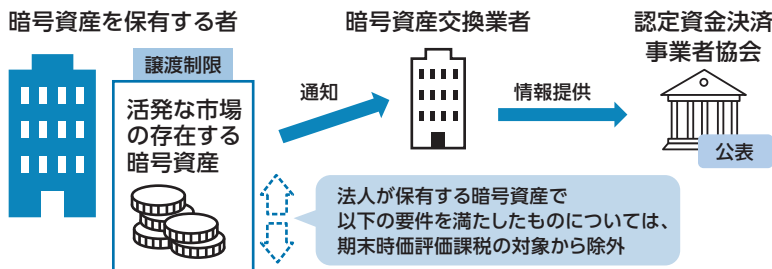 暗号資産を保有する者
譲渡制限
活発な市場
の存在する
暗号資産
通知
暗号資産交換業者
情報提供
認定資金決済
事業者協会
公表
法人が保有する暗号資産で
以下の要件を満たしたものについては、
期末時価評価課税の対象から除外